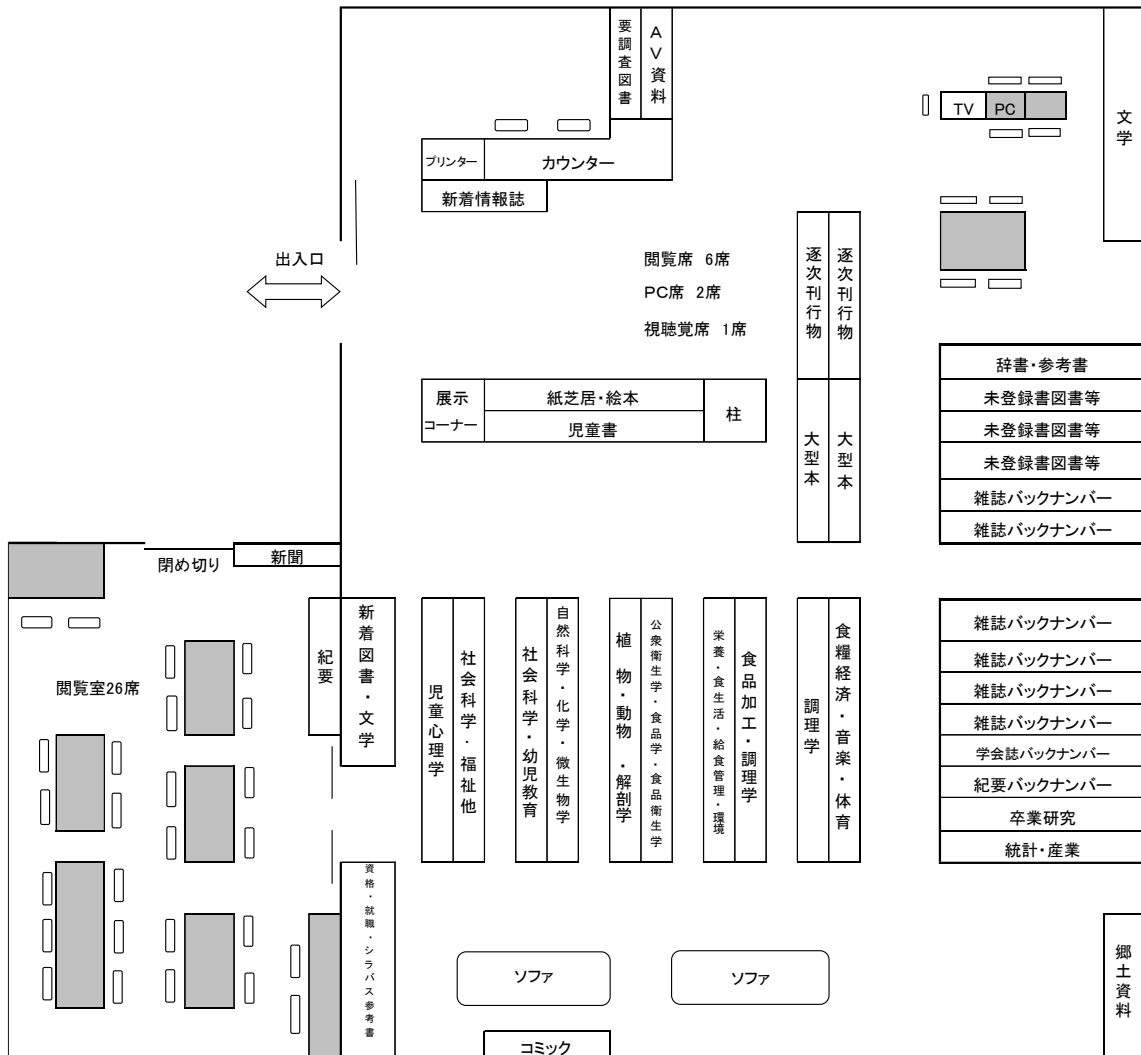 要調査図書
AV資料
TV
PC
文学
プリンター
カウンター
新着情報誌
出入口
閲覧席 6席
PC席 2席
視聴覚席 1席
逐次刊行物
逐次刊行物
辞書・参考書
未登録書図書等
未登録書図書等
未登録書図書等
雑誌バックナンバー
雑誌バックナンバー
展示
コーナー
紙芝居・絵本
児童書
柱
大型本
大型本
閉め切り
新聞
閲覧室26席
紀要
新着図書・文学
児童心理学
社会科学・福祉他
社会科学・幼児教育
自然科学・化学・微生物学
植物・動物・解剖学
公衆衛生学・食品学・食品衛生学
栄養・食生活・給食管理・環境
食品加工・調理学
調理学
食糧経済・音楽・体育
雑誌バックナンバー
雑誌バックナンバー
雑誌バックナンバー
雑誌バックナンバー
学会誌バックナンバー
紀要バックナンバー
卒業研究
統計・産業
資格・就職・シラバス参考書
ソファ
ソファ
コミック
郷土資料